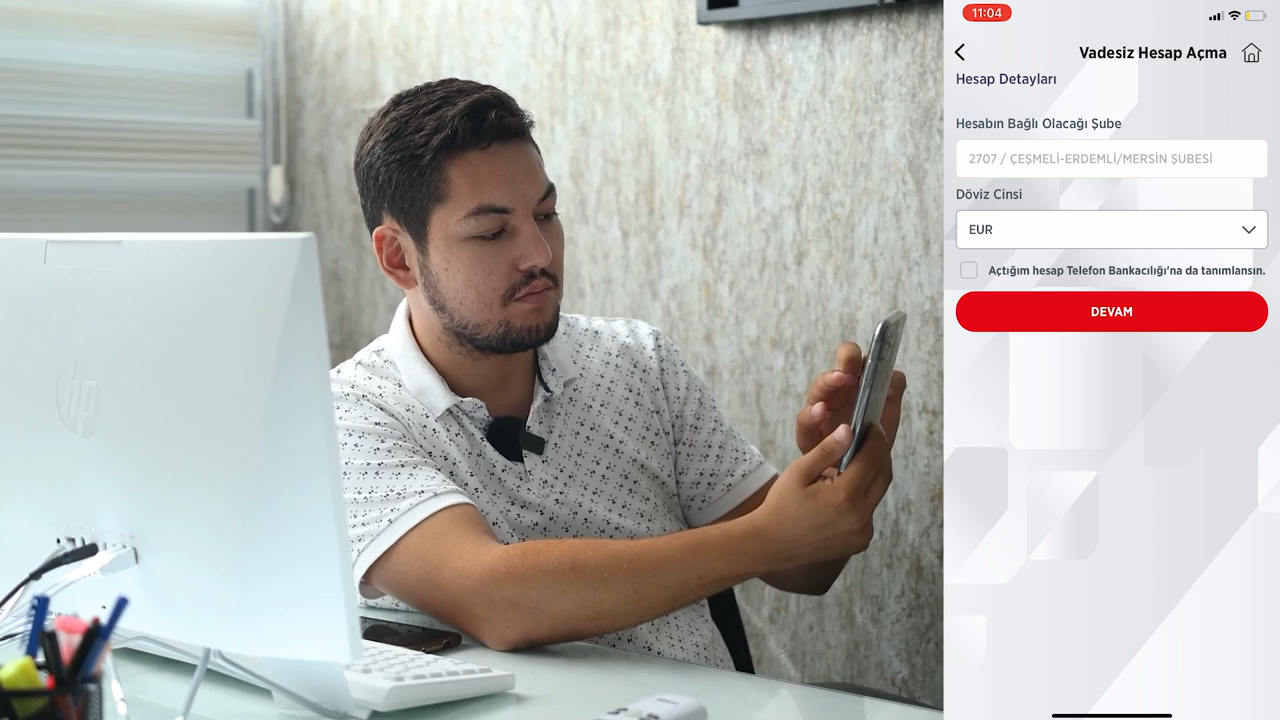 hp
11:04
Vadesiz Hesap Açma
Hesap Detayları
Hesabın Bağlı Olacağı Şube
2707 / ÇEŞMELİ-ERDEMLİ/MERSİN ŞUBESİ
Döviz Cinsi
EUR
Açtığım hesap Telefon Bankacılığı'na da tanımlansın.
DEVAM